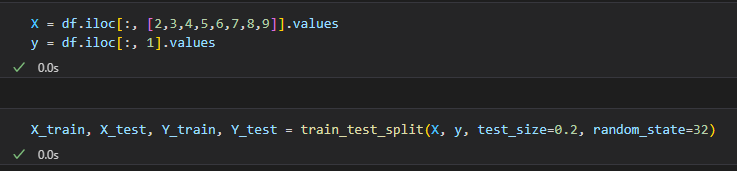 X = df.iloc[:, [2,3,4,5,6,7,8,9]].values
y = df.iloc[:, 1].values
0.0s
X_train, X_test, Y_train, Y_test = train_test_split(X, y, test_size=0.2, random_state=32)
0.0s